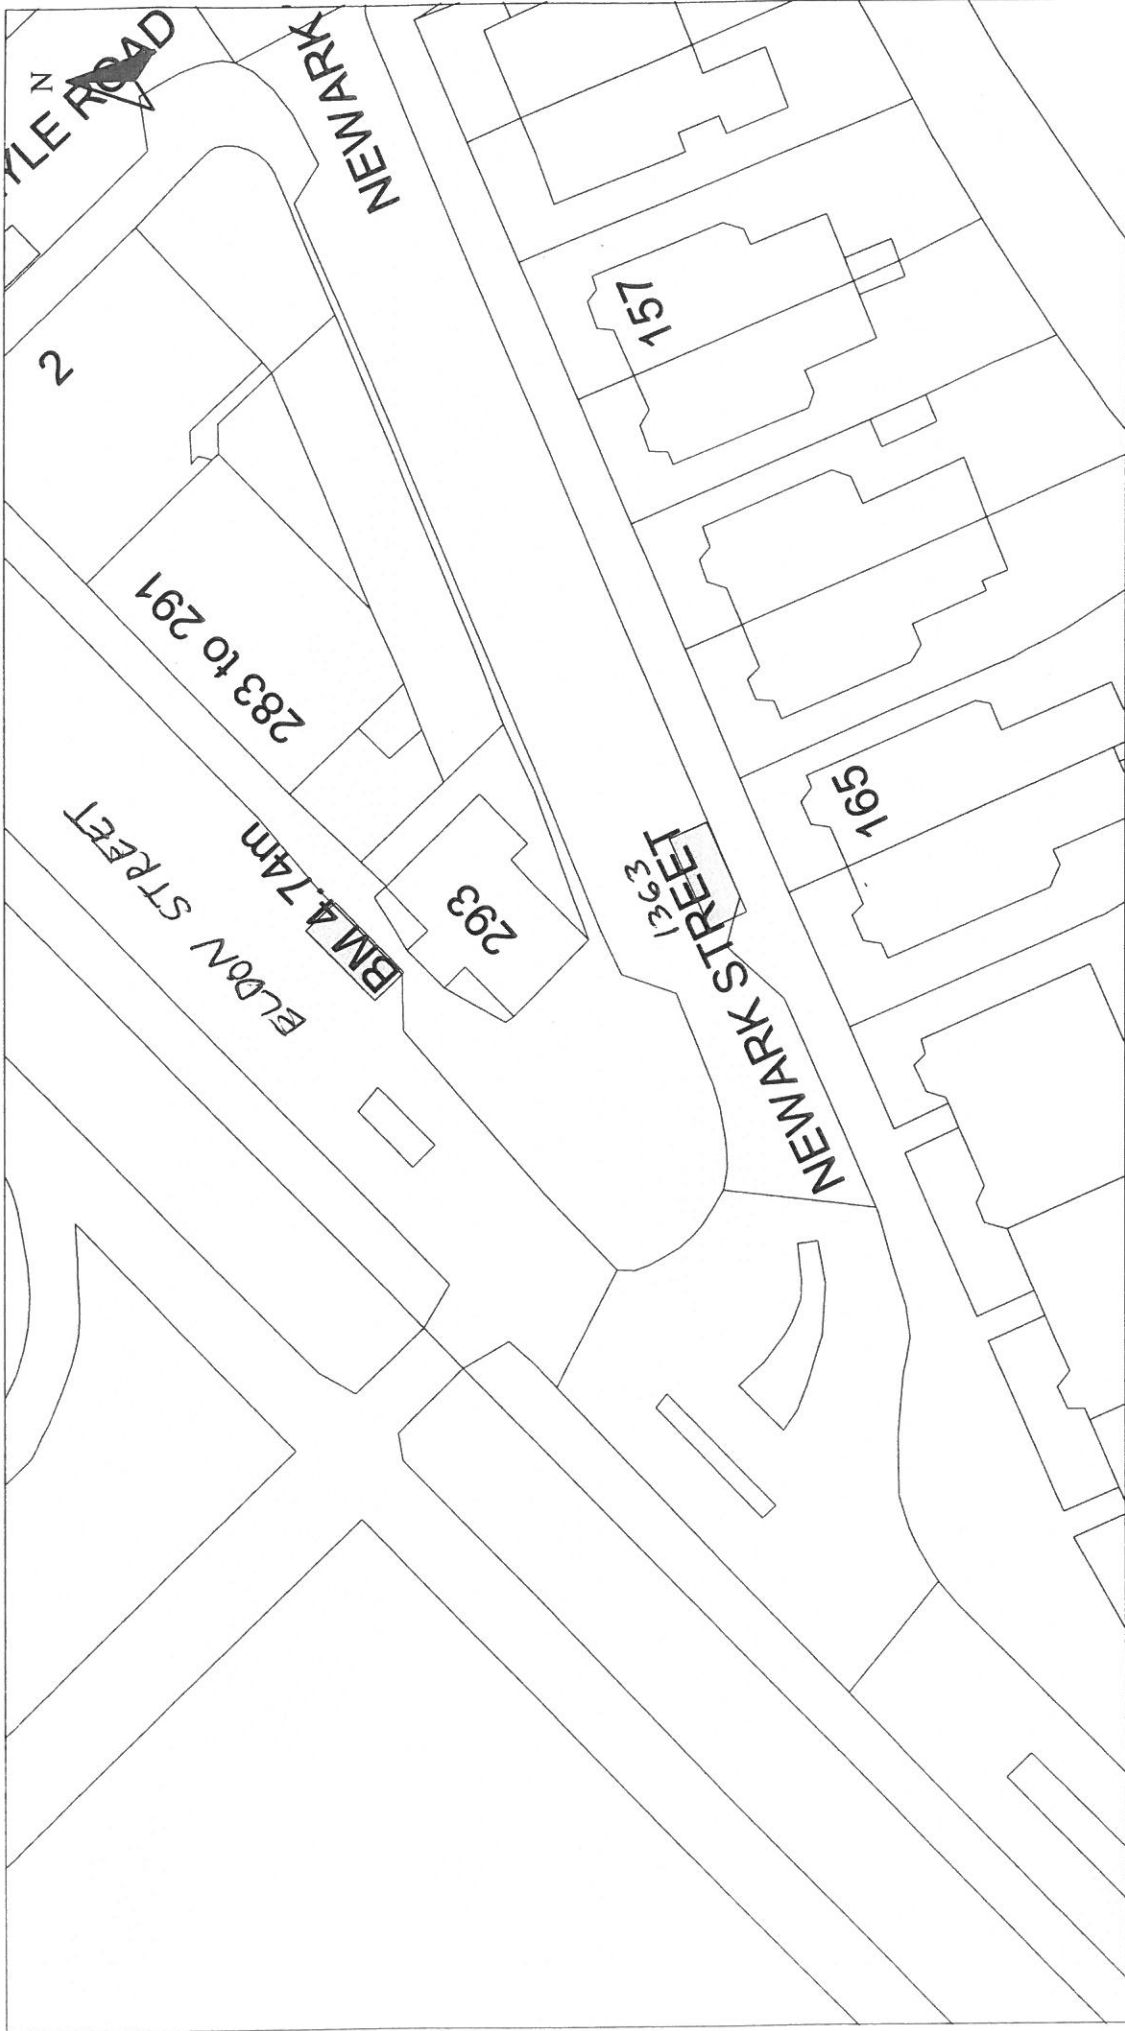 N
YLE ROAD
NEWARK
2
157
283 to 291
ELDON STREET
BM 4.74m
293
165
1363
NEWARK STREET